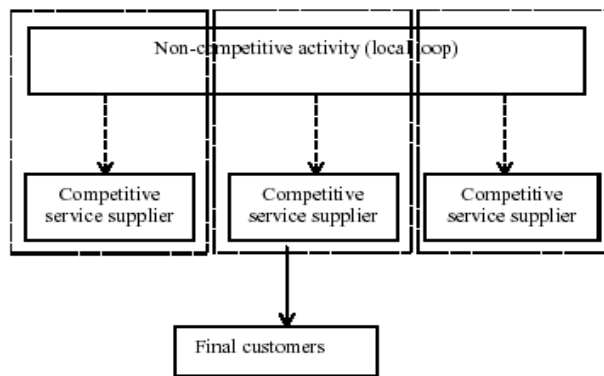 Non-competitive activity (local loop)
Competitive
service supplier
Competitive
service supplier
Competitive
service supplier
Final customers